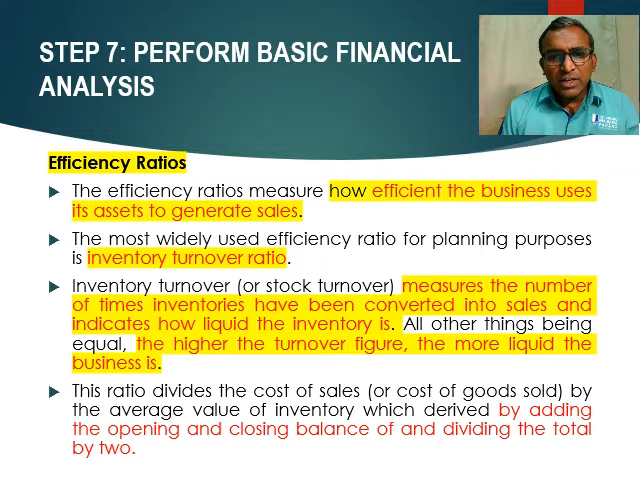 STEP 7: PERFORM BASIC FINANCIAL
ANALYSIS
Efficiency Ratios
The efficiency ratios measure how efficient the business uses
its assets to generate sales.
The most widely used efficiency ratio for planning purposes
is inventory turnover ratio.
Inventory turnover (or stock turnover) measures the number
of times inventories have been converted into sales and
indicates how liquid the inventory is. All other things being
equal, the higher the turnover figure, the more liquid the
business is.
This ratio divides the cost of sales (or cost of goods sold) by
the average value of inventory which derived by adding
the opening and closing balance of and dividing the total
by two.